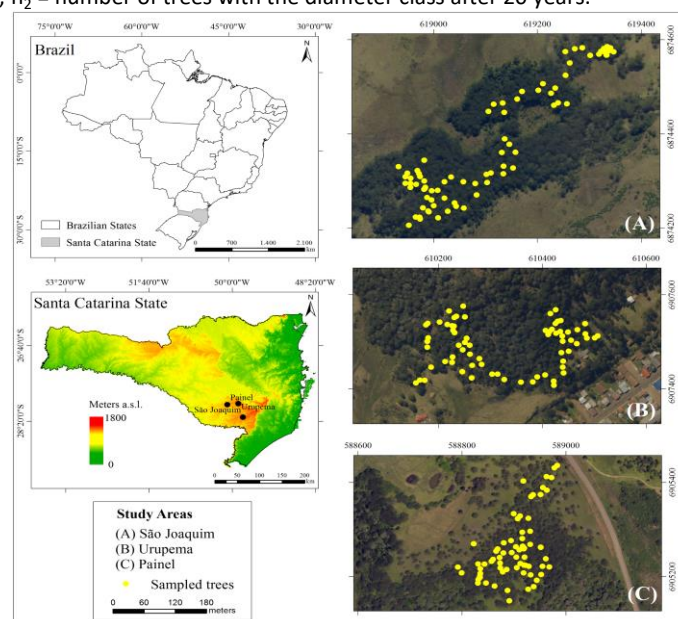 , n₂ = number of trees with the diameter class after 20 years.
Brazil
75°0'0"W 60°0'0"W 45°0'0"W 30°0'0"W
0°0'0"
15°0'0"S
30°0'0"S
N
Brazilian States
Santa Catarina State
0 700 1.400 2.100
km
53°20'0"W 51°40'0"W 50°0'0"W 48°20'0"W
Santa Catarina State
N
26°40'0"S
28°20'0"S
Meters a.s.l.
1800
0
Painel
São Joaquim
Urupema
0 50 100 200
km
Study Areas
(A) São Joaquim
(B) Urupema
(C) Painel
Sampled trees
0 60 120 180
meters
619000 619200 619400
6874600
6874400
6874200
(A)
610200 610400 610600
6907600
6907400
(B)
588600 588800 589000
6905400
6905200
(C)